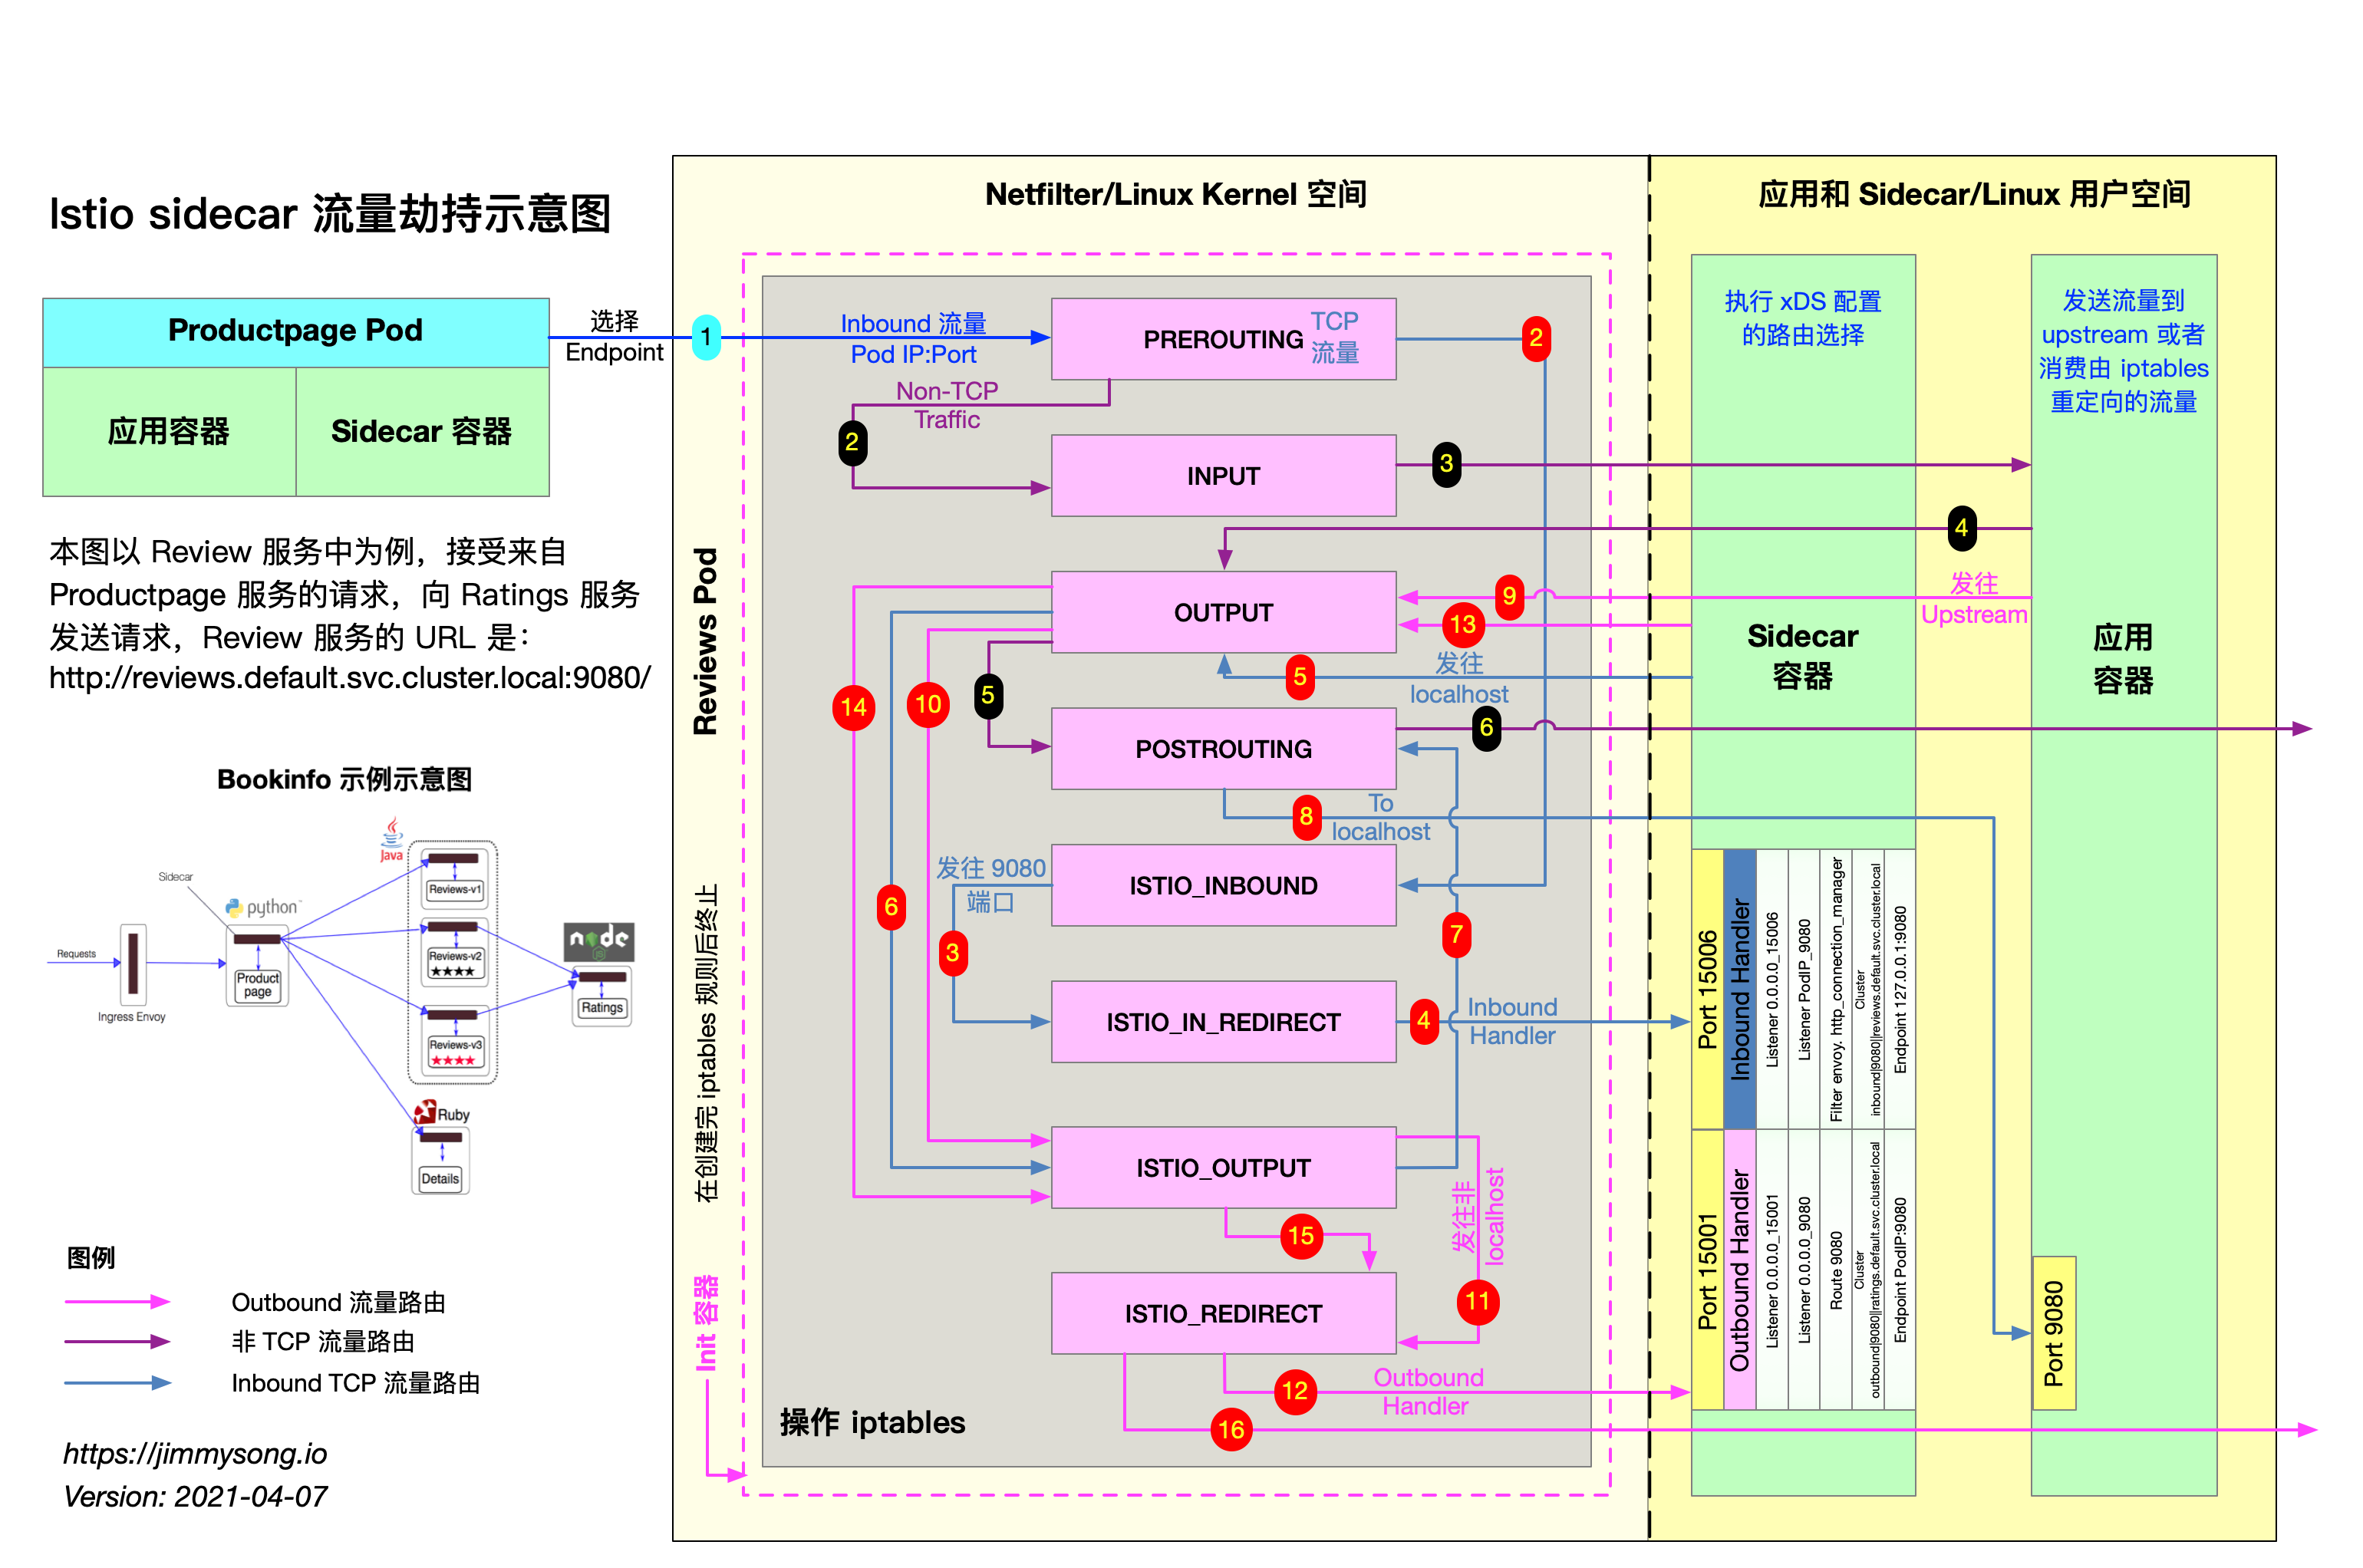 Istio sidecar 流量劫持示意图
Productpage Pod
应用容器
Sidecar 容器
选择
Endpoint
1
本图以 Review 服务中为例，接受来自
Productpage 服务的请求，向 Ratings 服务
发送请求，Review 服务的 URL 是：
http://reviews.default.svc.cluster.local:9080/
Bookinfo 示例示意图
Sidecar
Requests
Ingress Envoy
python™
Product
page
Java
Reviews-v1
Reviews-v2
★★★★
Reviews-v3
★★★★
node
JS
Ratings
Ruby
Details
图例
Outbound 流量路由
非 TCP 流量路由
Inbound TCP 流量路由
https://jimmysong.io
Version: 2021-04-07
Netfilter/Linux Kernel 空间
Reviews Pod
在创建完 iptables 规则后终止
Init 容器
Inbound 流量
Pod IP:Port
PREROUTING
TCP
流量
2
Non-TCP
Traffic
2
INPUT
3
4
OUTPUT
9
发往
Upstream
13
5
发往
localhost
14
10
5
POSTROUTING
6
8
To
localhost
6
发往 9080
端口
ISTIO_INBOUND
3
7
ISTIO_IN_REDIRECT
4
Inbound
Handler
ISTIO_OUTPUT
发往非
localhost
15
ISTIO_REDIRECT
11
12
Outbound
Handler
16
操作 iptables
应用和 Sidecar/Linux 用户空间
执行 xDS 配置
的路由选择
Sidecar
容器
Port 15006
Inbound Handler
Listener 0.0.0.0_15006
Listener PodIP_9080
Filter envoy. http_connection_manager
Cluster
inbound|9080||reviews.default.svc.cluster.local
Endpoint 127.0.0.1:9080
Port 15001
Outbound Handler
Listener 0.0.0.0_15001
Listener 0.0.0.0_9080
Route 9080
Cluster
outbound|9080||ratings.default.svc.cluster.local
Endpoint PodIP:9080
发送流量到
upstream 或者
消费由 iptables
重定向的流量
应用
容器
Port 9080